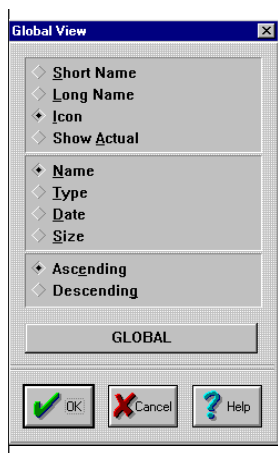 Global View
Short Name
Long Name
Icon
Show Actual
Name
Type
Date
Size
Ascending
Descending
GLOBAL
OK Cancel Help